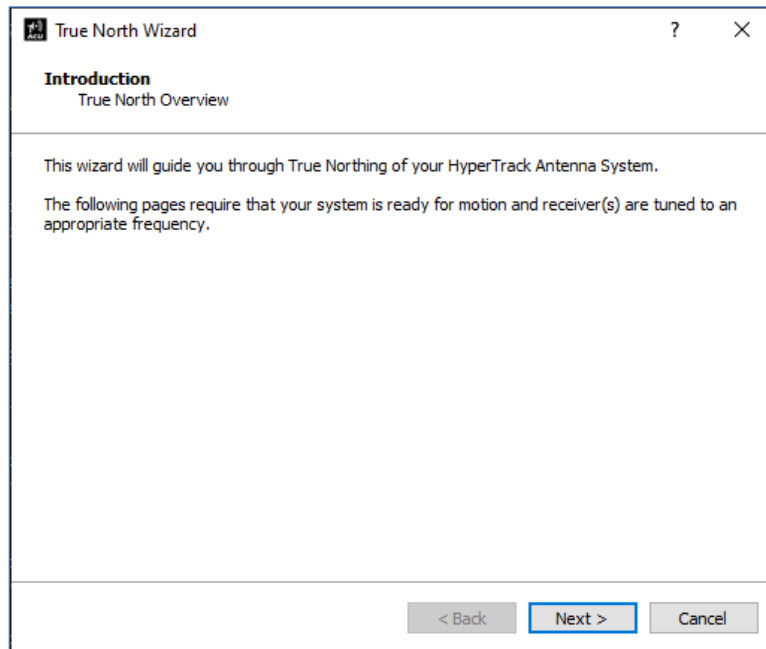 ACU True North Wizard ?
Introduction
True North Overview
This wizard will guide you through True Northing of your HyperTrack Antenna System.
The following pages require that your system is ready for motion and receiver(s) are tuned to an
appropriate frequency.
< Back Next > Cancel